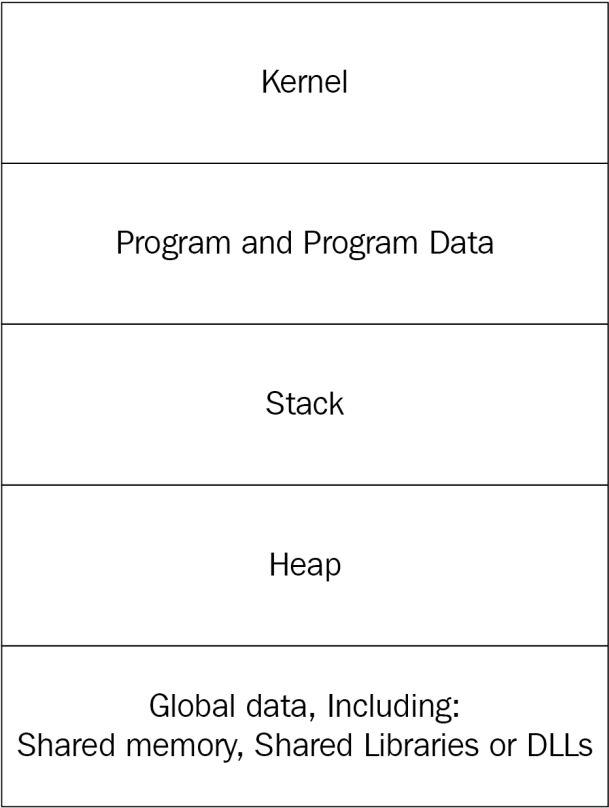 Kernel
Program and Program Data
Stack
Heap
Global data, Including:
Shared memory, Shared Libraries or DLLs